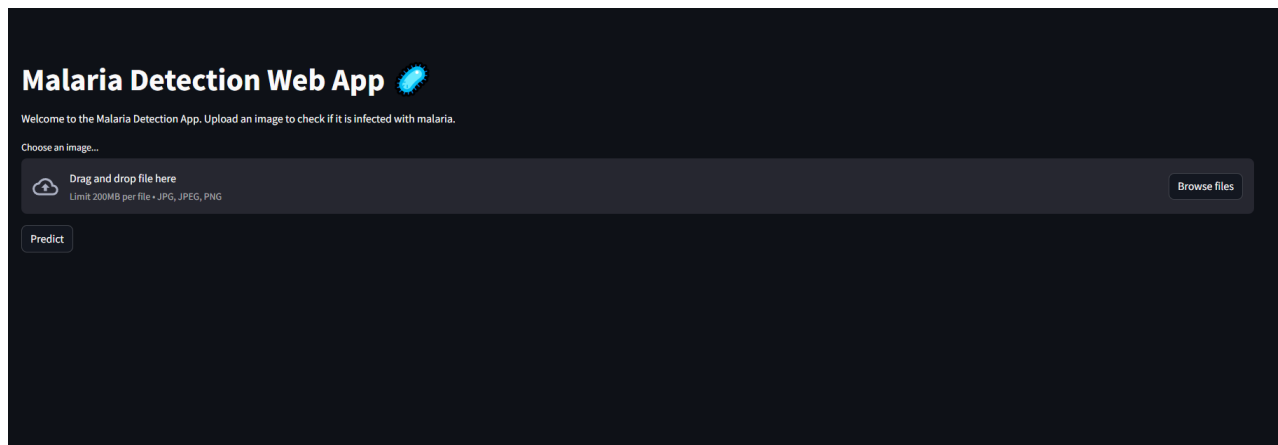 Malaria Detection Web App 🦠
Welcome to the Malaria Detection App. Upload an image to check if it is infected with malaria.
Choose an image...
Drag and drop file here
Limit 200MB per file • JPG, JPEG, PNG
Browse files
Predict